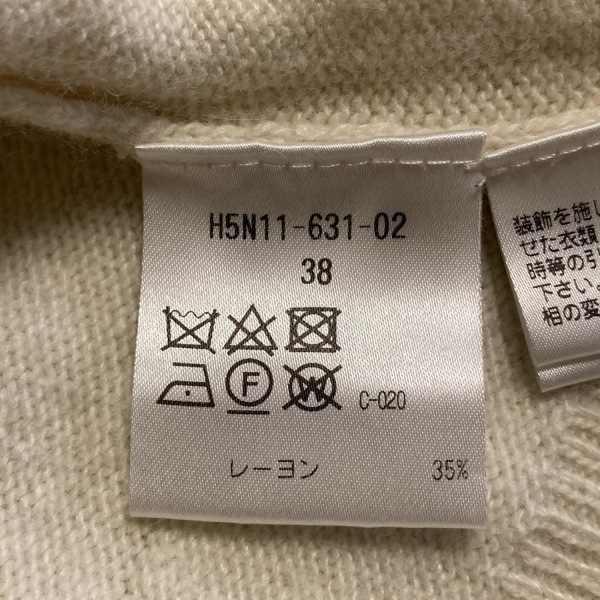 H5N11-631-02
38
F
W
C-020
レーヨン 35%
装飾を施し
せた衣類
時等の引
下さい
相の変